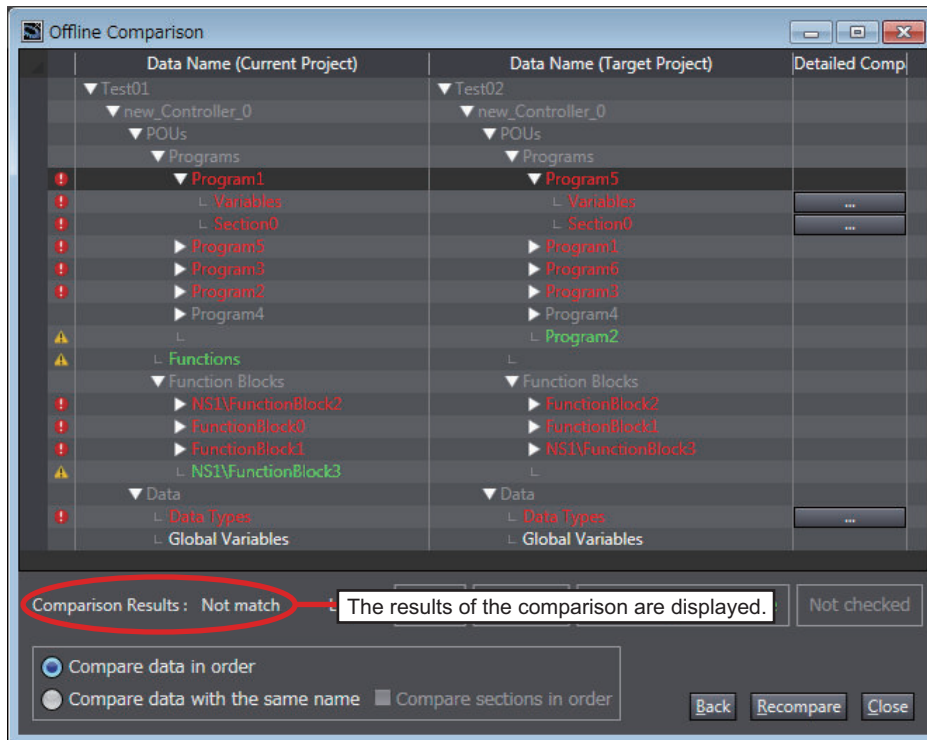 Offline Comparison
Data Name (Current Project) Data Name (Target Project) Detailed Comp
Test01 Test02
new_Controller_0 new_Controller_0
POUs POUs
Programs Programs
Program1 Program5
Variables Variables ...
Section0 Section0 ...
Program5 Program1
Program3 Program6
Program2 Program3
Program4 Program4
Program2
Functions
Function Blocks Function Blocks
NS1\FunctionBlock2 FunctionBlock2
FunctionBlock0 FunctionBlock1
FunctionBlock1 NS1\FunctionBlock3
NS1\FunctionBlock3
Data Data
Data Types Data Types ...
Global Variables Global Variables
Comparison Results : Not match The results of the comparison are displayed. Not checked
Compare data in order
Compare data with the same name Compare sections in order Back Recompare Close